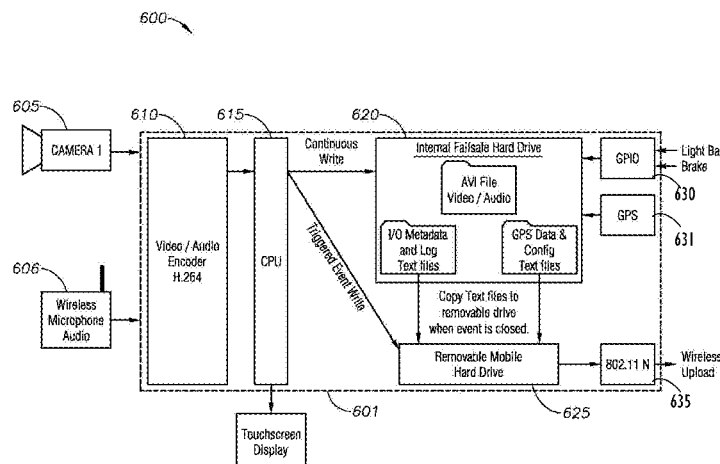 600
605
610
615
620
CAMERA 1
Continuous
Write
Internal Failsafe Hard Drive
AVI File
Video / Audio
GPIO
Light Ba
Brake
630
GPS
631
I/O Metadata
and Log
Text files
GPS Data &
Config
Text files
Video / Audio
Encoder
H.264
CPU
Triggered Event Write
606
Wireless
Microphone
Audio
Copy Text files to
removable drive
when event is closed.
Removable Mobile
Hard Drive
802.11 N
Wireless
Upload
601
625
635
Touchscreen
Display